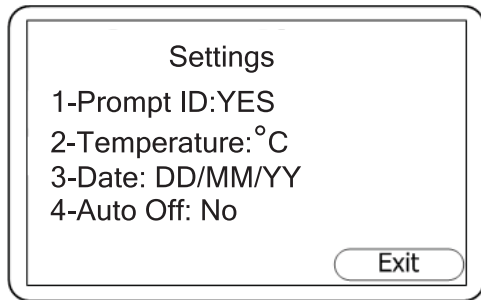 Settings
1-Prompt ID:YES
2-Temperature:°C
3-Date: DD/MM/YY
4-Auto Off: No
Exit